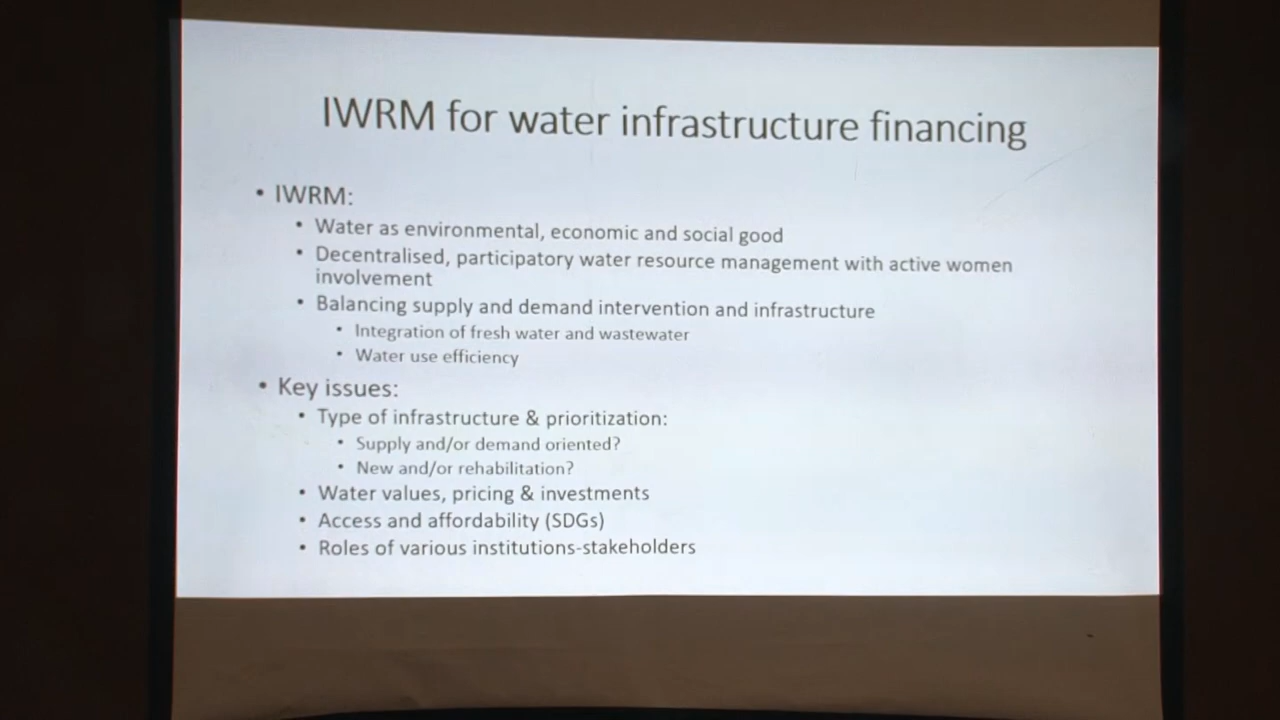 IWRM for water infrastructure financing
• IWRM:
• Water as environmental, economic and social good
• Decentralised, participatory water resource management with active women
involvement
• Balancing supply and demand intervention and infrastructure
• Integration of fresh water and wastewater
• Water use efficiency
• Key issues:
• Type of infrastructure & prioritization:
• Supply and/or demand oriented?
• New and/or rehabilitation?
• Water values, pricing & investments
• Access and affordability (SDGs)
• Roles of various institutions-stakeholders